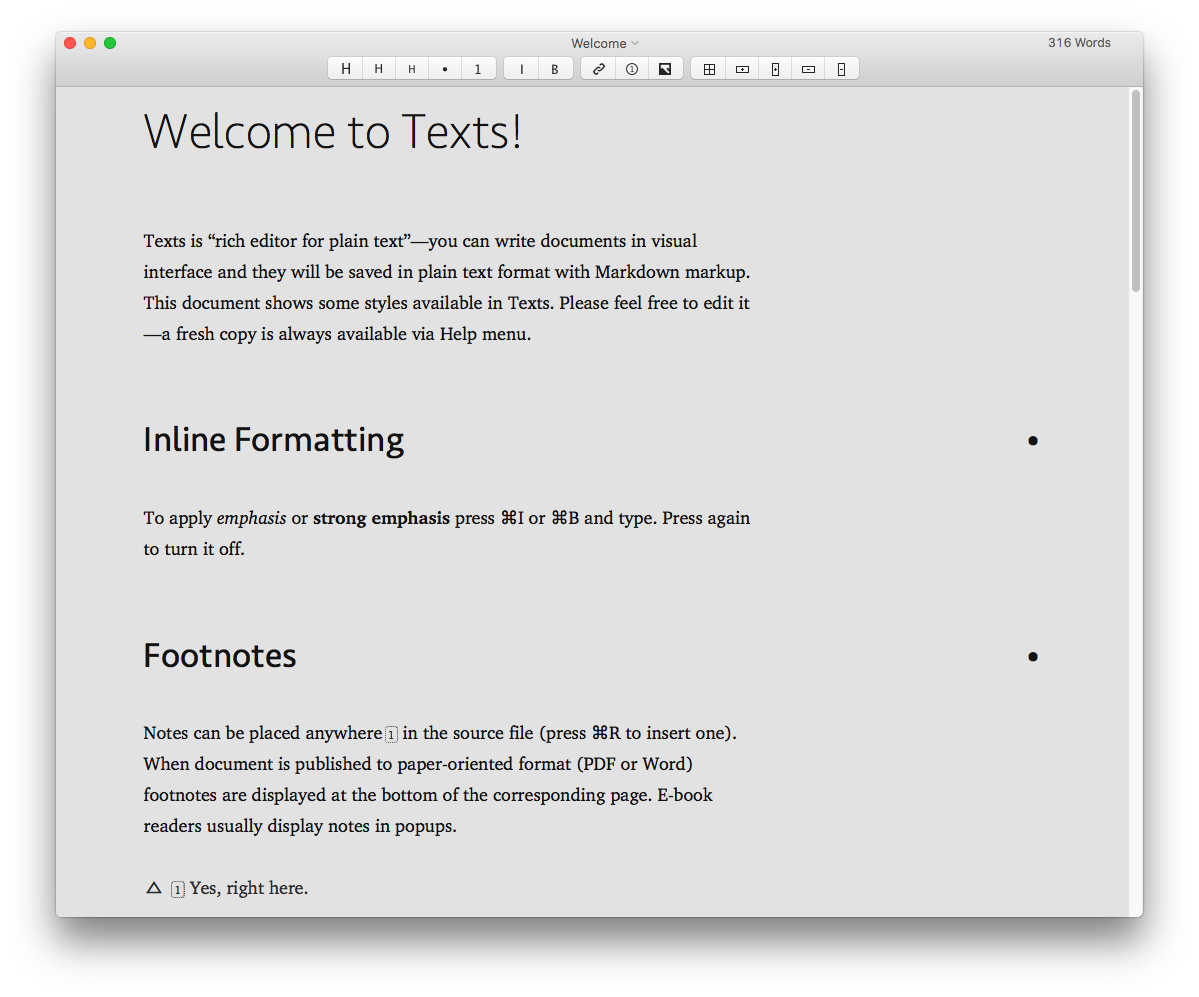 Welcome
316 Words
H H H • 1 I B 1
Welcome to Texts!
Texts is “rich editor for plain text”—you can write documents in visual
interface and they will be saved in plain text format with Markdown markup.
This document shows some styles available in Texts. Please feel free to edit it
—a fresh copy is always available via Help menu.
Inline Formatting •
To apply emphasis or strong emphasis press ⌘I or ⌘B and type. Press again
to turn it off.
Footnotes •
Notes can be placed anywhere 1 in the source file (press ⌘R to insert one).
When document is published to paper-oriented format (PDF or Word)
footnotes are displayed at the bottom of the corresponding page. E-book
readers usually display notes in popups.
△ 1 Yes, right here.